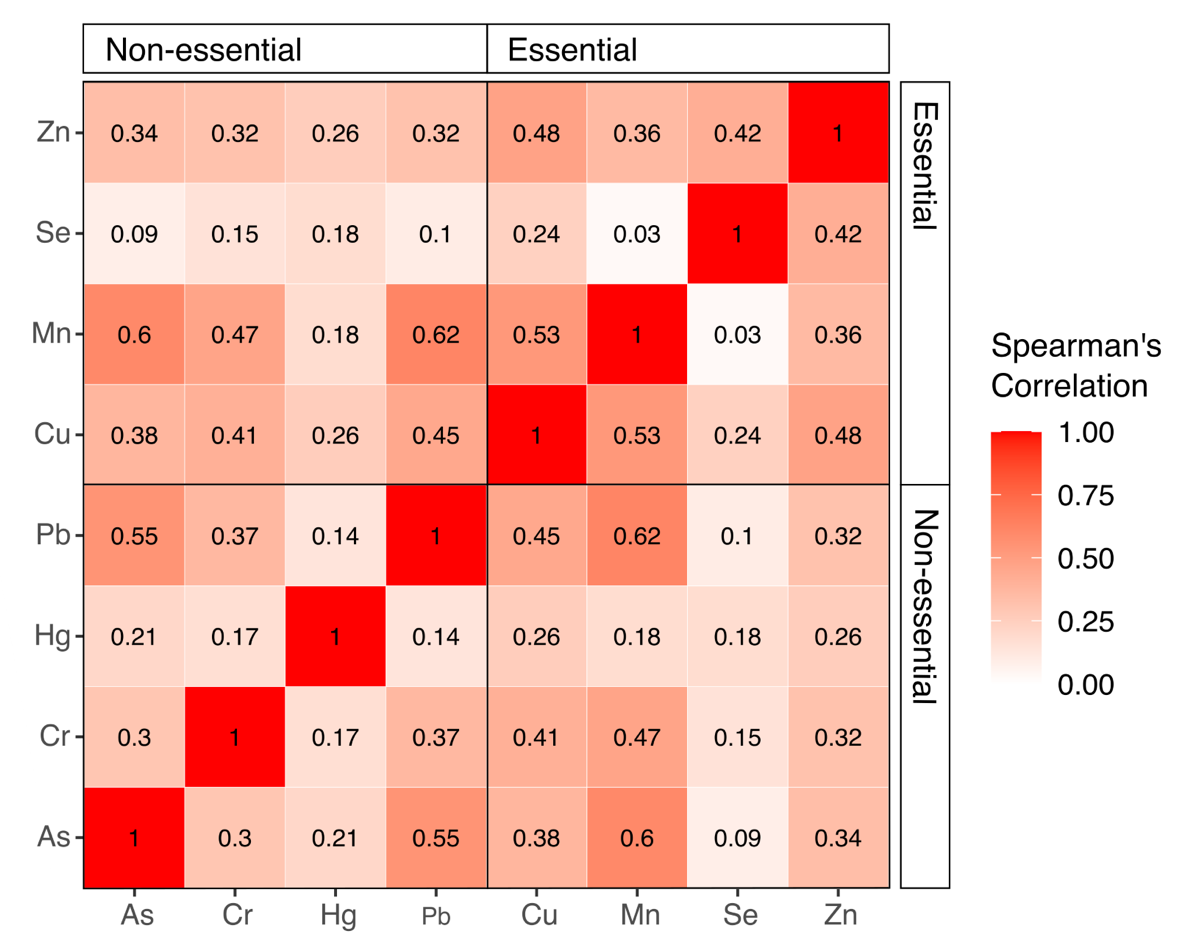 Non-essential Essential
Zn 0.34 0.32 0.26 0.32 0.48 0.36 0.42 1
Se 0.09 0.15 0.18 0.1 0.24 0.03 1 0.42
Mn 0.6 0.47 0.18 0.62 0.53 1 0.03 0.36
Cu 0.38 0.41 0.26 0.45 1 0.53 0.24 0.48
Pb 0.55 0.37 0.14 1 0.45 0.62 0.1 0.32
Hg 0.21 0.17 1 0.14 0.26 0.18 0.18 0.26
Cr 0.3 1 0.17 0.37 0.41 0.47 0.15 0.32
As 1 0.3 0.21 0.55 0.38 0.6 0.09 0.34
As Cr Hg Pb Cu Mn Se Zn
Essential
Non-essential
Spearman's
Correlation
1.00
0.75
0.50
0.25
0.00